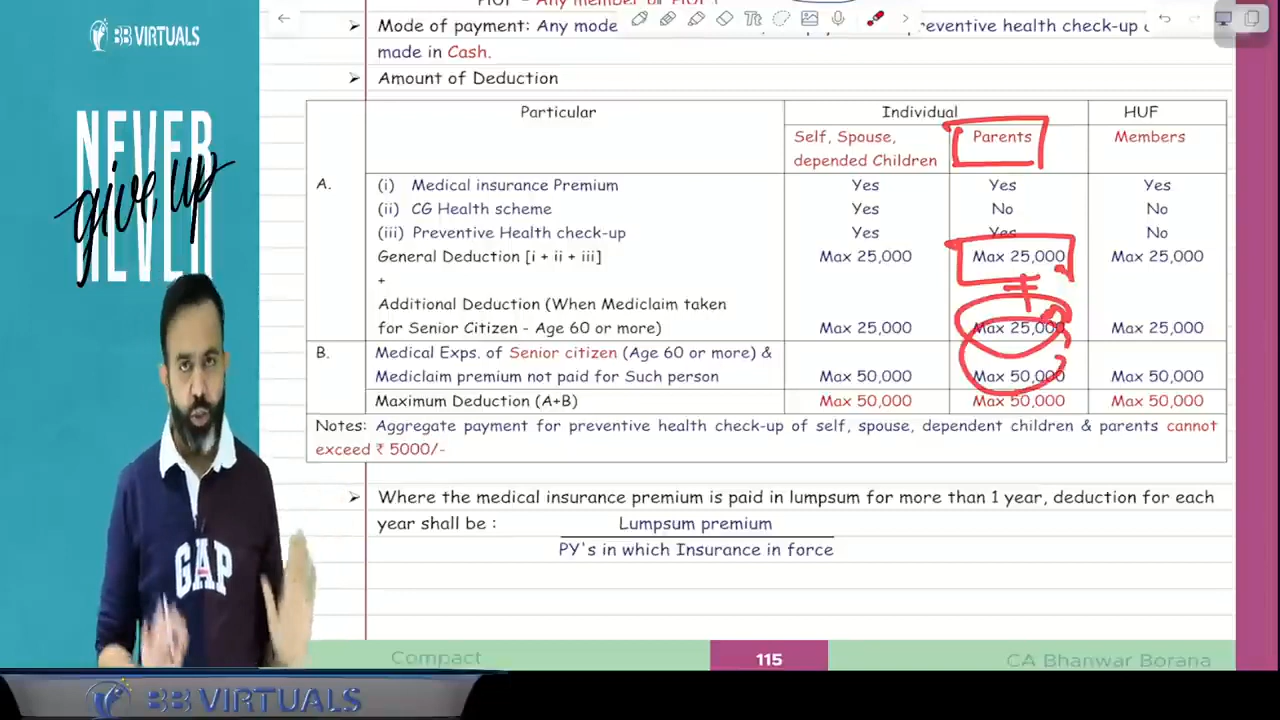 BB VIRTUALS
NEVER
give up
NEVER
Mode of payment: Any mode
preventive health check-up
made in Cash.
Amount of Deduction
Particular Individual HUF
Self, Spouse, depended Children Parents Members
A. (i) Medical insurance Premium Yes Yes Yes
(ii) CG Health scheme Yes No No
(iii) Preventive Health check-up Yes Yes No
General Deduction [i + ii + iii] Max 25,000 Max 25,000 Max 25,000
+
Additional Deduction (When Mediclaim taken
for Senior Citizen - Age 60 or more) Max 25,000 Max 25,000 Max 25,000
B. Medical Exps. of Senior citizen (Age 60 or more) &
Mediclaim premium not paid for Such person Max 50,000 Max 50,000 Max 50,000
Maximum Deduction (A+B) Max 50,000 Max 50,000 Max 50,000
Notes: Aggregate payment for preventive health check-up of self, spouse, dependent children & parents cannot
exceed ₹ 5000/-
Where the medical insurance premium is paid in lumpsum for more than 1 year, deduction for each
year shall be : Lumpsum premium
PY's in which Insurance in force
GAP
Compact 115 CA Bhanwar Borana
BB VIRTUALS